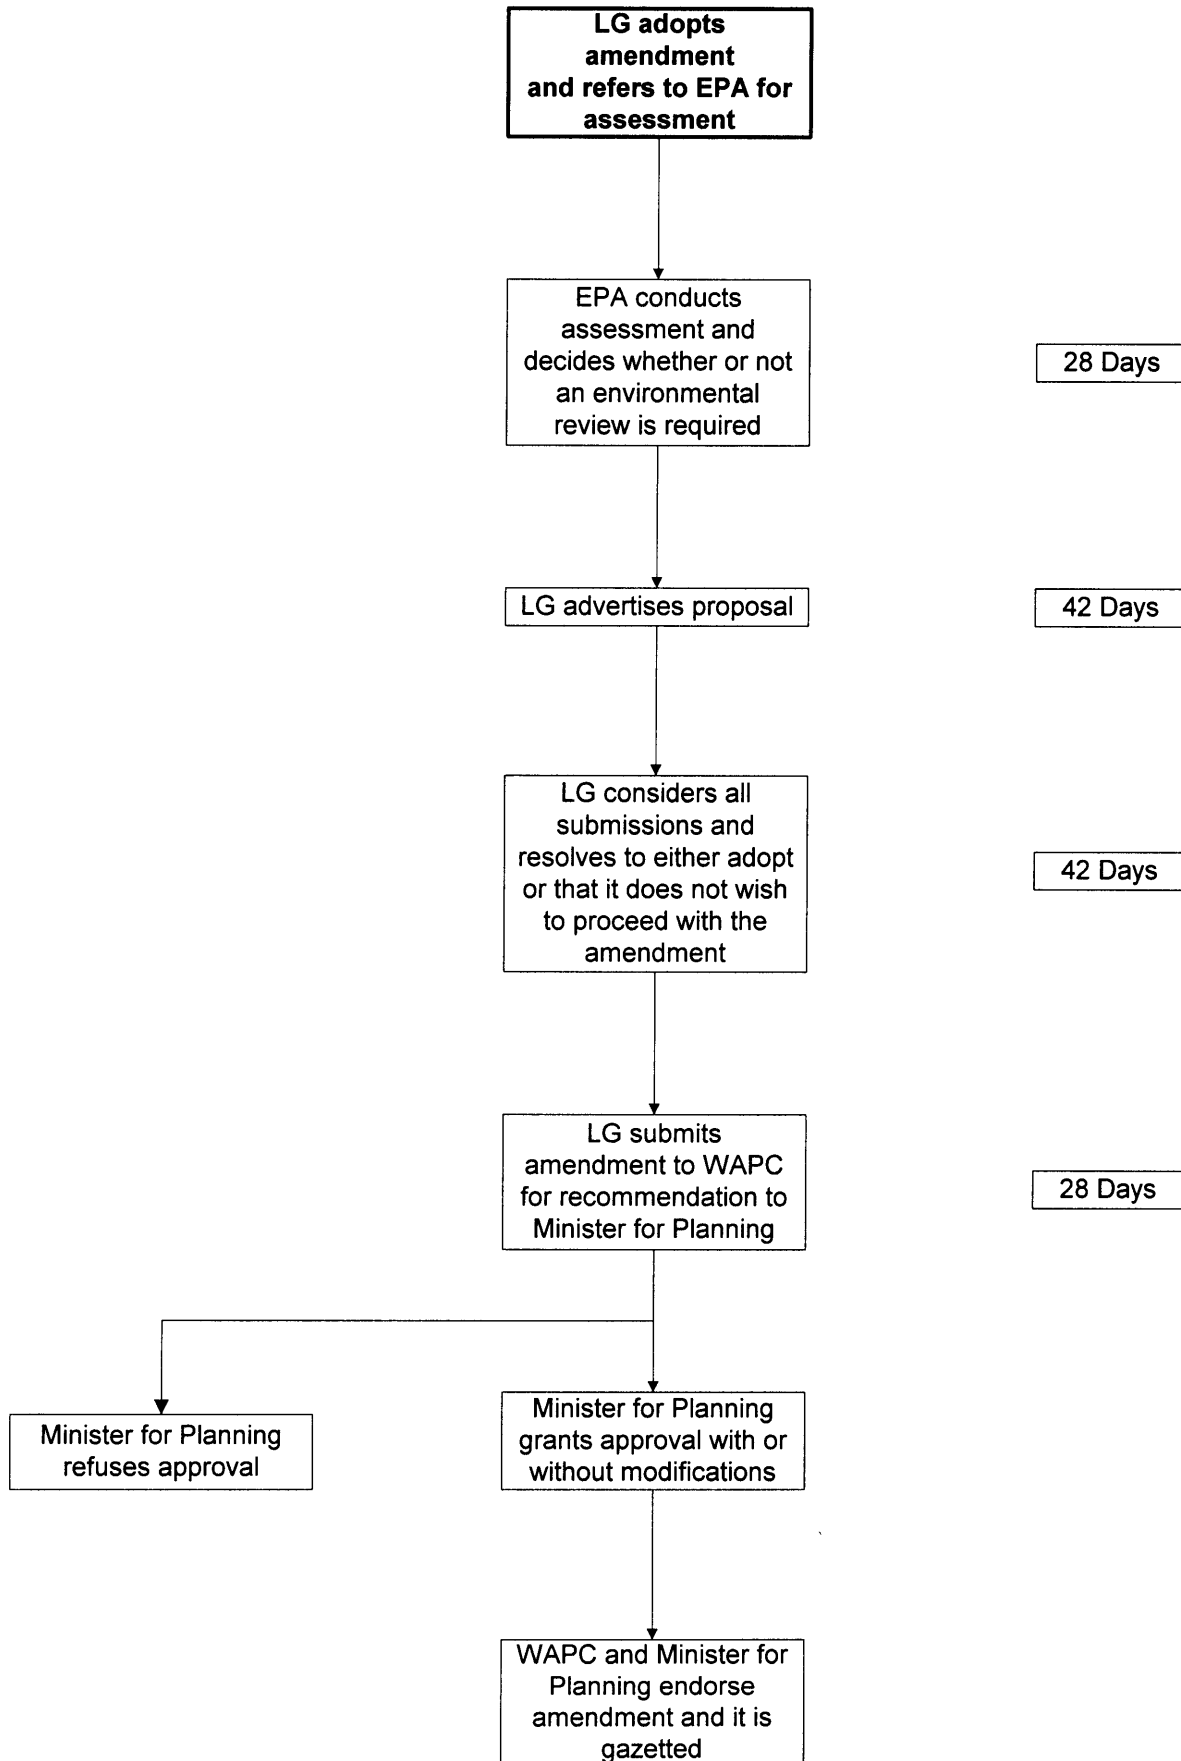 LG adopts
amendment
and refers to EPA for
assessment
EPA conducts
assessment and
decides whether or not
an environmental
review is required
28 Days
LG advertises proposal
42 Days
LG considers all
submissions and
resolves to either adopt
or that it does not wish
to proceed with the
amendment
42 Days
LG submits
amendment to WAPC
for recommendation to
Minister for Planning
28 Days
Minister for Planning
refuses approval
Minister for Planning
grants approval with or
without modifications
WAPC and Minister for
Planning endorse
amendment and it is
gazetted